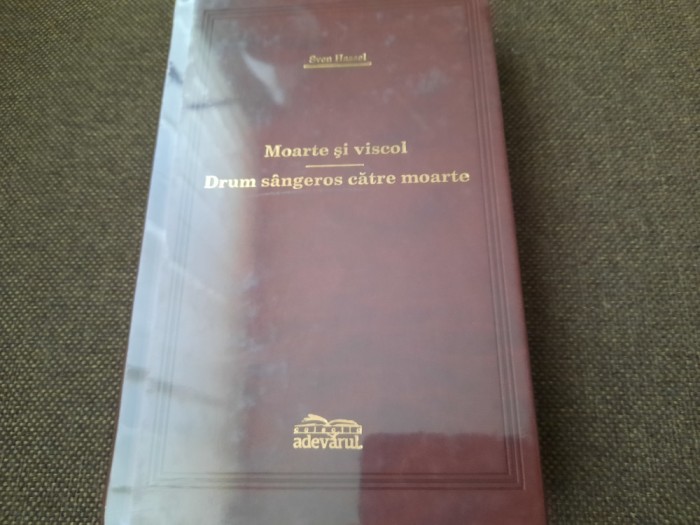 Sven Hassel
Moarte și viscol
Drum sângeros către moarte
colecția
adevărul